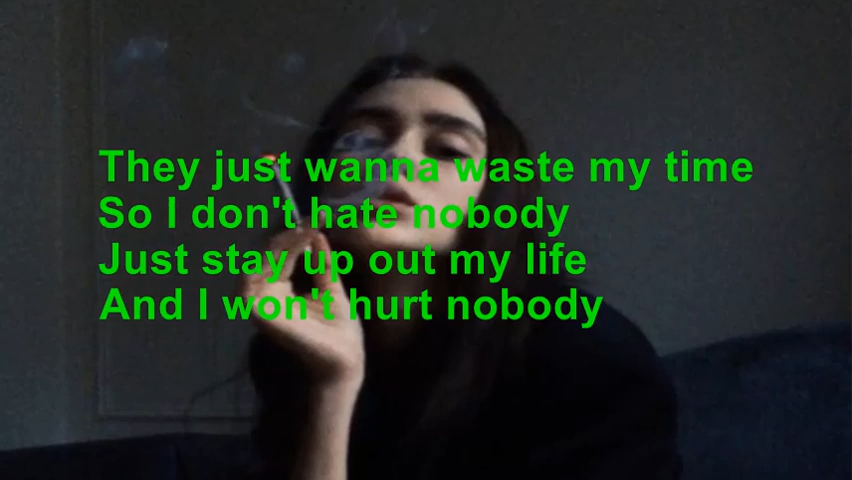 They just wanna waste my time
So I don't hate nobody
Just stay up out my life
And I won't hurt nobody